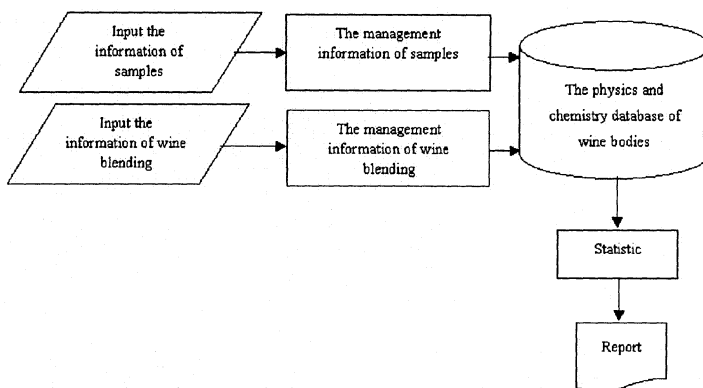 Input the
information of
samples
The management
information of samples
The physics and
chemistry database of
wine bodies
Input the
information of wine
blending
The management
information of wine
blending
Statistic
Report